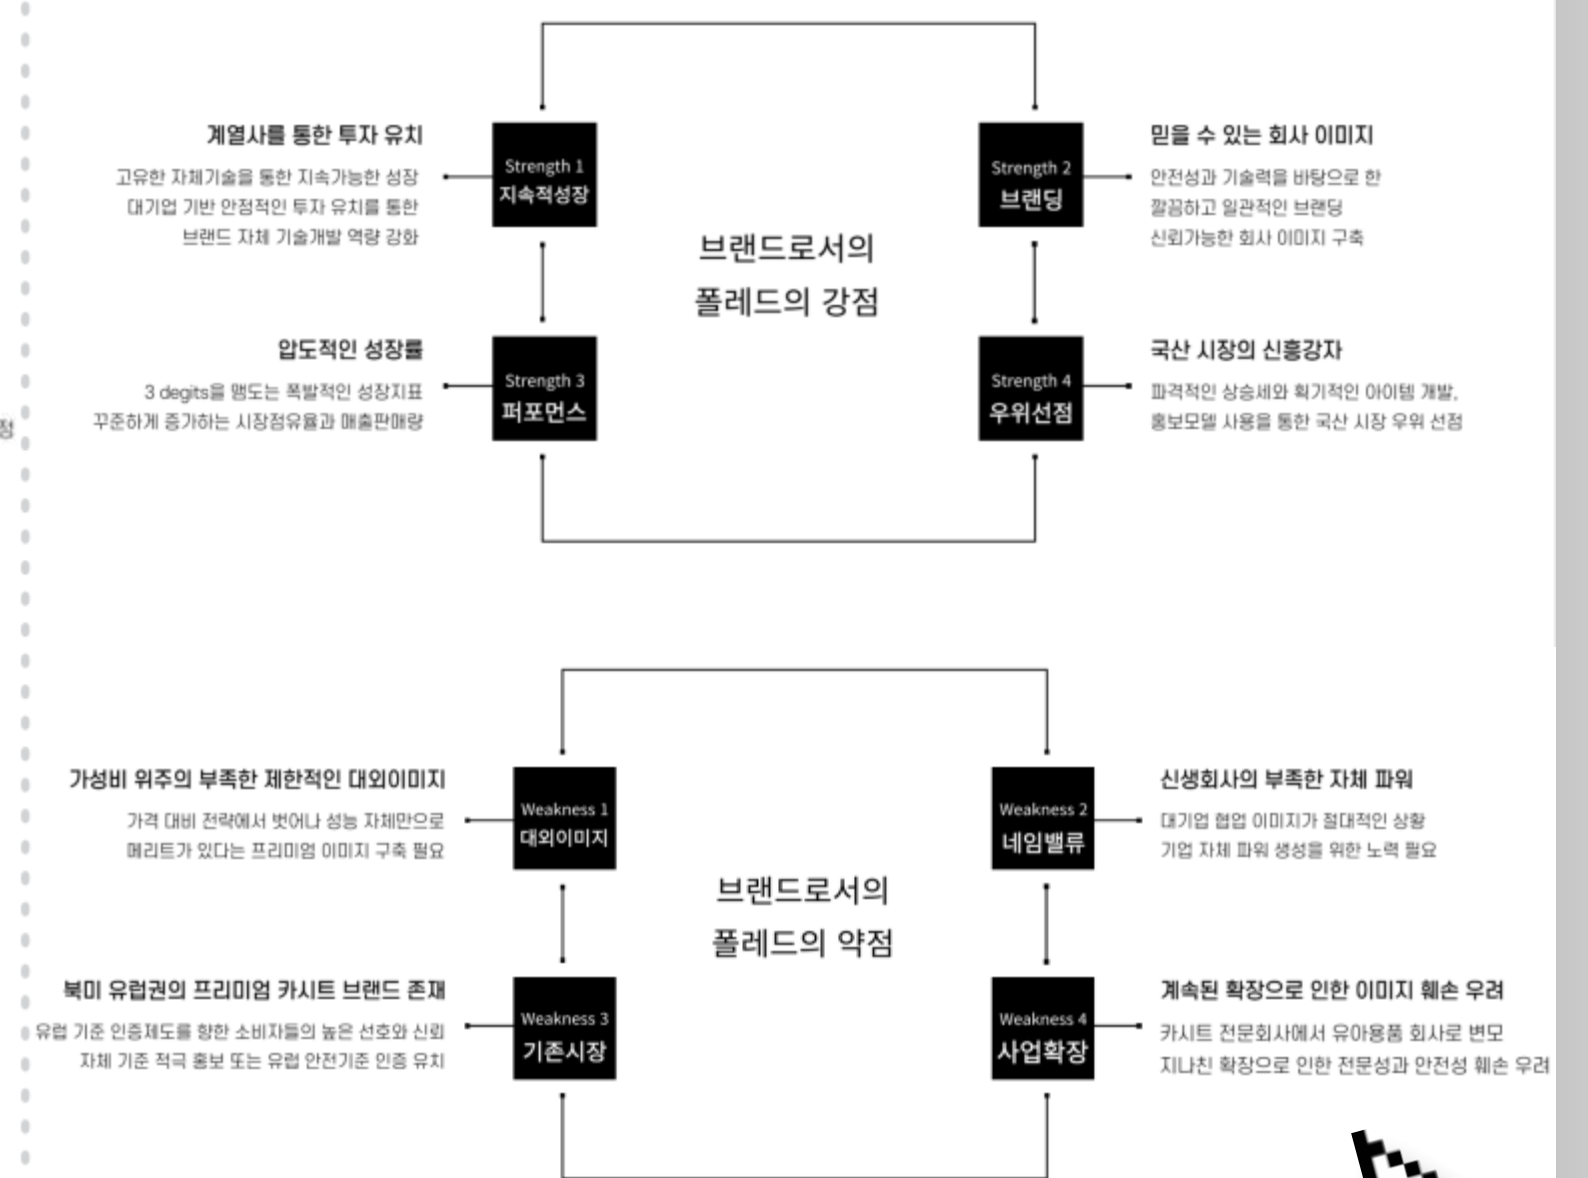 계열사를 통한 투자 유치
고유한 자체기술을 통한 지속가능한 성장
대기업 기반 안정적인 투자 유치를 통한
브랜드 자체 기술개발 역량 강화
Strength 1
지속적성장
Strength 2
브랜딩
믿을 수 있는 회사 이미지
안전성과 기술력을 바탕으로 한
깔끔하고 일관적인 브랜딩
신뢰가능한 회사 이미지 구축
브랜드로서의
폴레드의 강점
압도적인 성장률
3 degits을 맴도는 폭발적인 성장지표
꾸준하게 증가하는 시장점유율과 매출판매량
Strength 3
퍼포먼스
Strength 4
우위선점
국산 시장의 신흥강자
파격적인 상승세와 획기적인 아이템 개발,
홍보모델 사용을 통한 국산 시장 우위 선점
정
가성비 위주의 부족한 제한적인 대외이미지
가격 대비 전략에서 벗어나 성능 자체만으로
메리트가 있다는 프리미엄 이미지 구축 필요
Weakness 1
대외이미지
Weakness 2
네임밸류
신생회사의 부족한 자체 파워
대기업 협업 이미지가 절대적인 상황
기업 자체 파워 생성을 위한 노력 필요
브랜드로서의
폴레드의 약점
북미 유럽권의 프리미엄 카시트 브랜드 존재
유럽 기준 인증제도를 향한 소비자들의 높은 선호와 신뢰
자체 기준 적극 홍보 또는 유럽 안전기준 인증 유치
Weakness 3
기존시장
Weakness 4
사업확장
계속된 확장으로 인한 이미지 훼손 우려
카시트 전문회사에서 유아용품 회사로 변모
지나친 확장으로 인한 전문성과 안전성 훼손 우려